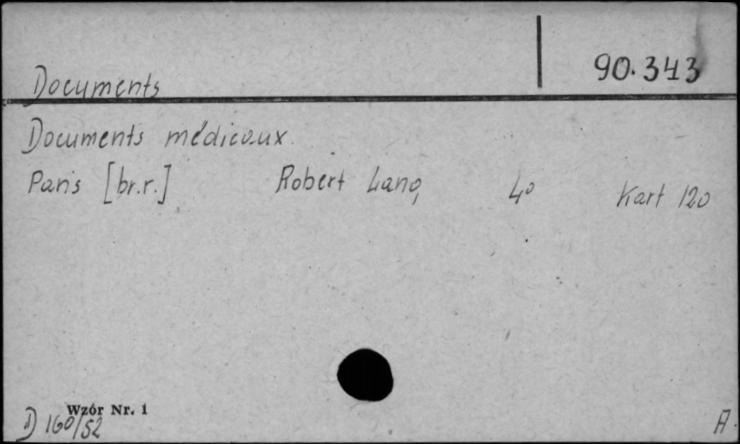 90.343
Documents
Documents médicaux
Paris [br.r.] Robert Lang, 4° Kart 120
Wzór Nr. 1
D 160/52
A.